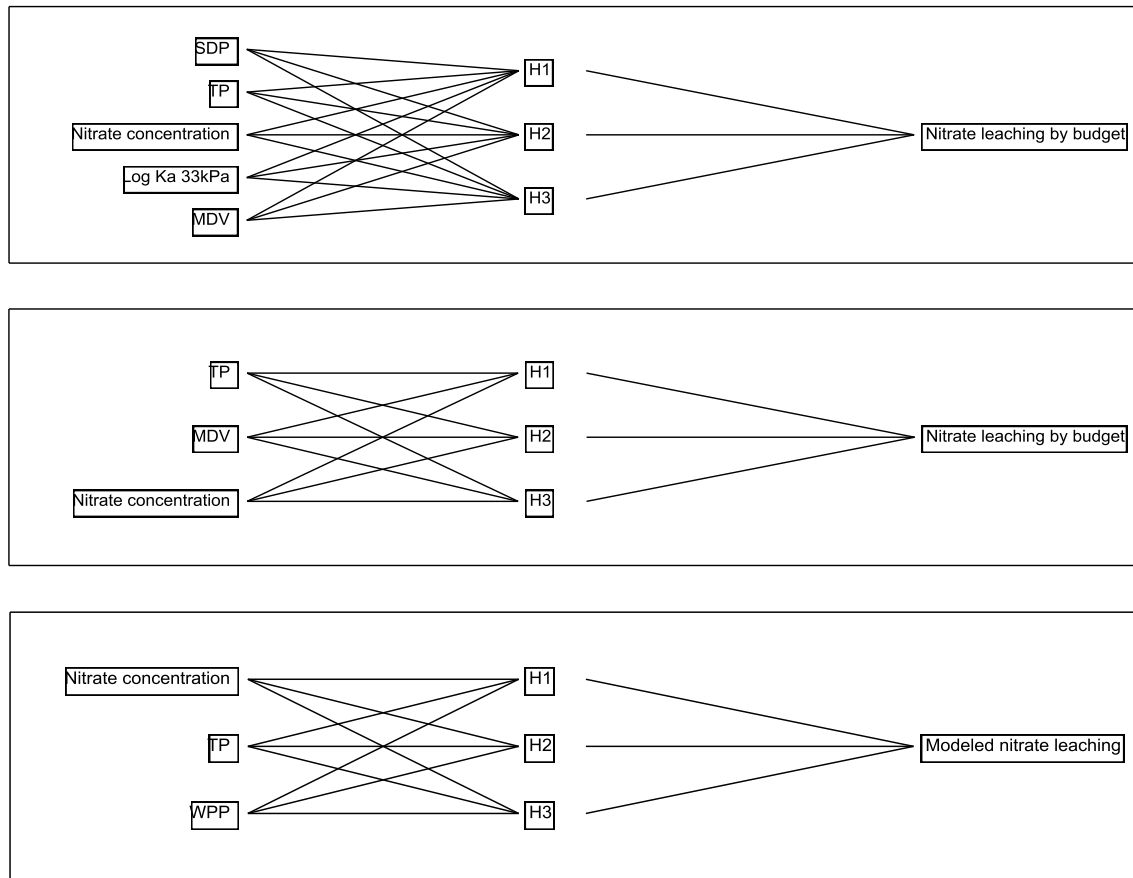 SDP
TP
Nitrate concentration
Log Ka 33kPa
MDV
H1
H2
H3
Nitrate leaching by budget
TP
MDV
Nitrate concentration
H1
H2
H3
Nitrate leaching by budget
Nitrate concentration
TP
WPP
H1
H2
H3
Modeled nitrate leaching